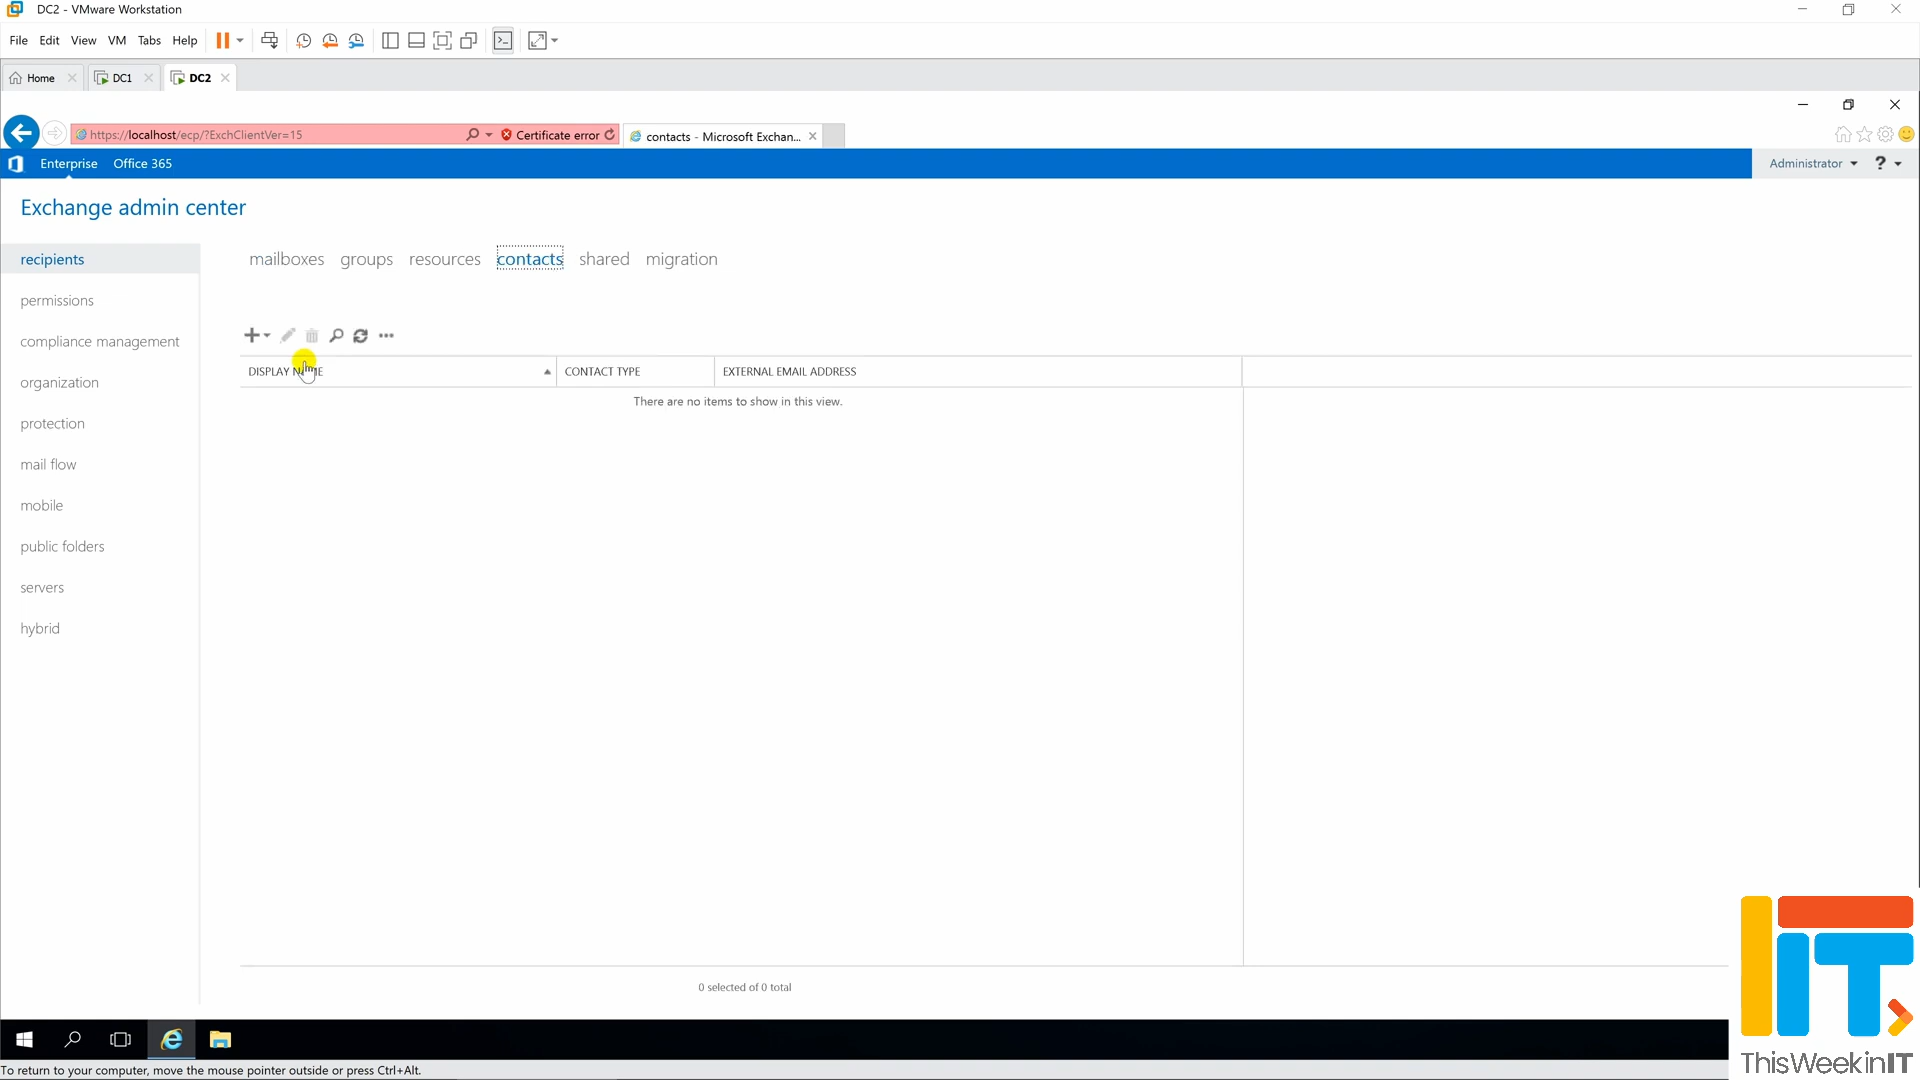 DC2 - VMware Workstation
File Edit View VM Tabs Help
Home DC1 DC2
https://localhost/ecp/?ExchClientVer=15 Certificate error contacts - Microsoft Exchan...
Enterprise Office 365 Administrator ?
Exchange admin center
recipients
permissions
compliance management
organization
protection
mail flow
mobile
public folders
servers
hybrid
mailboxes groups resources contacts shared migration
DISPLAY NAME CONTACT TYPE EXTERNAL EMAIL ADDRESS
There are no items to show in this view.
0 selected of 0 total
To return to your computer, move the mouse pointer outside or press Ctrl+Alt.
IT
ThisWeekinIT